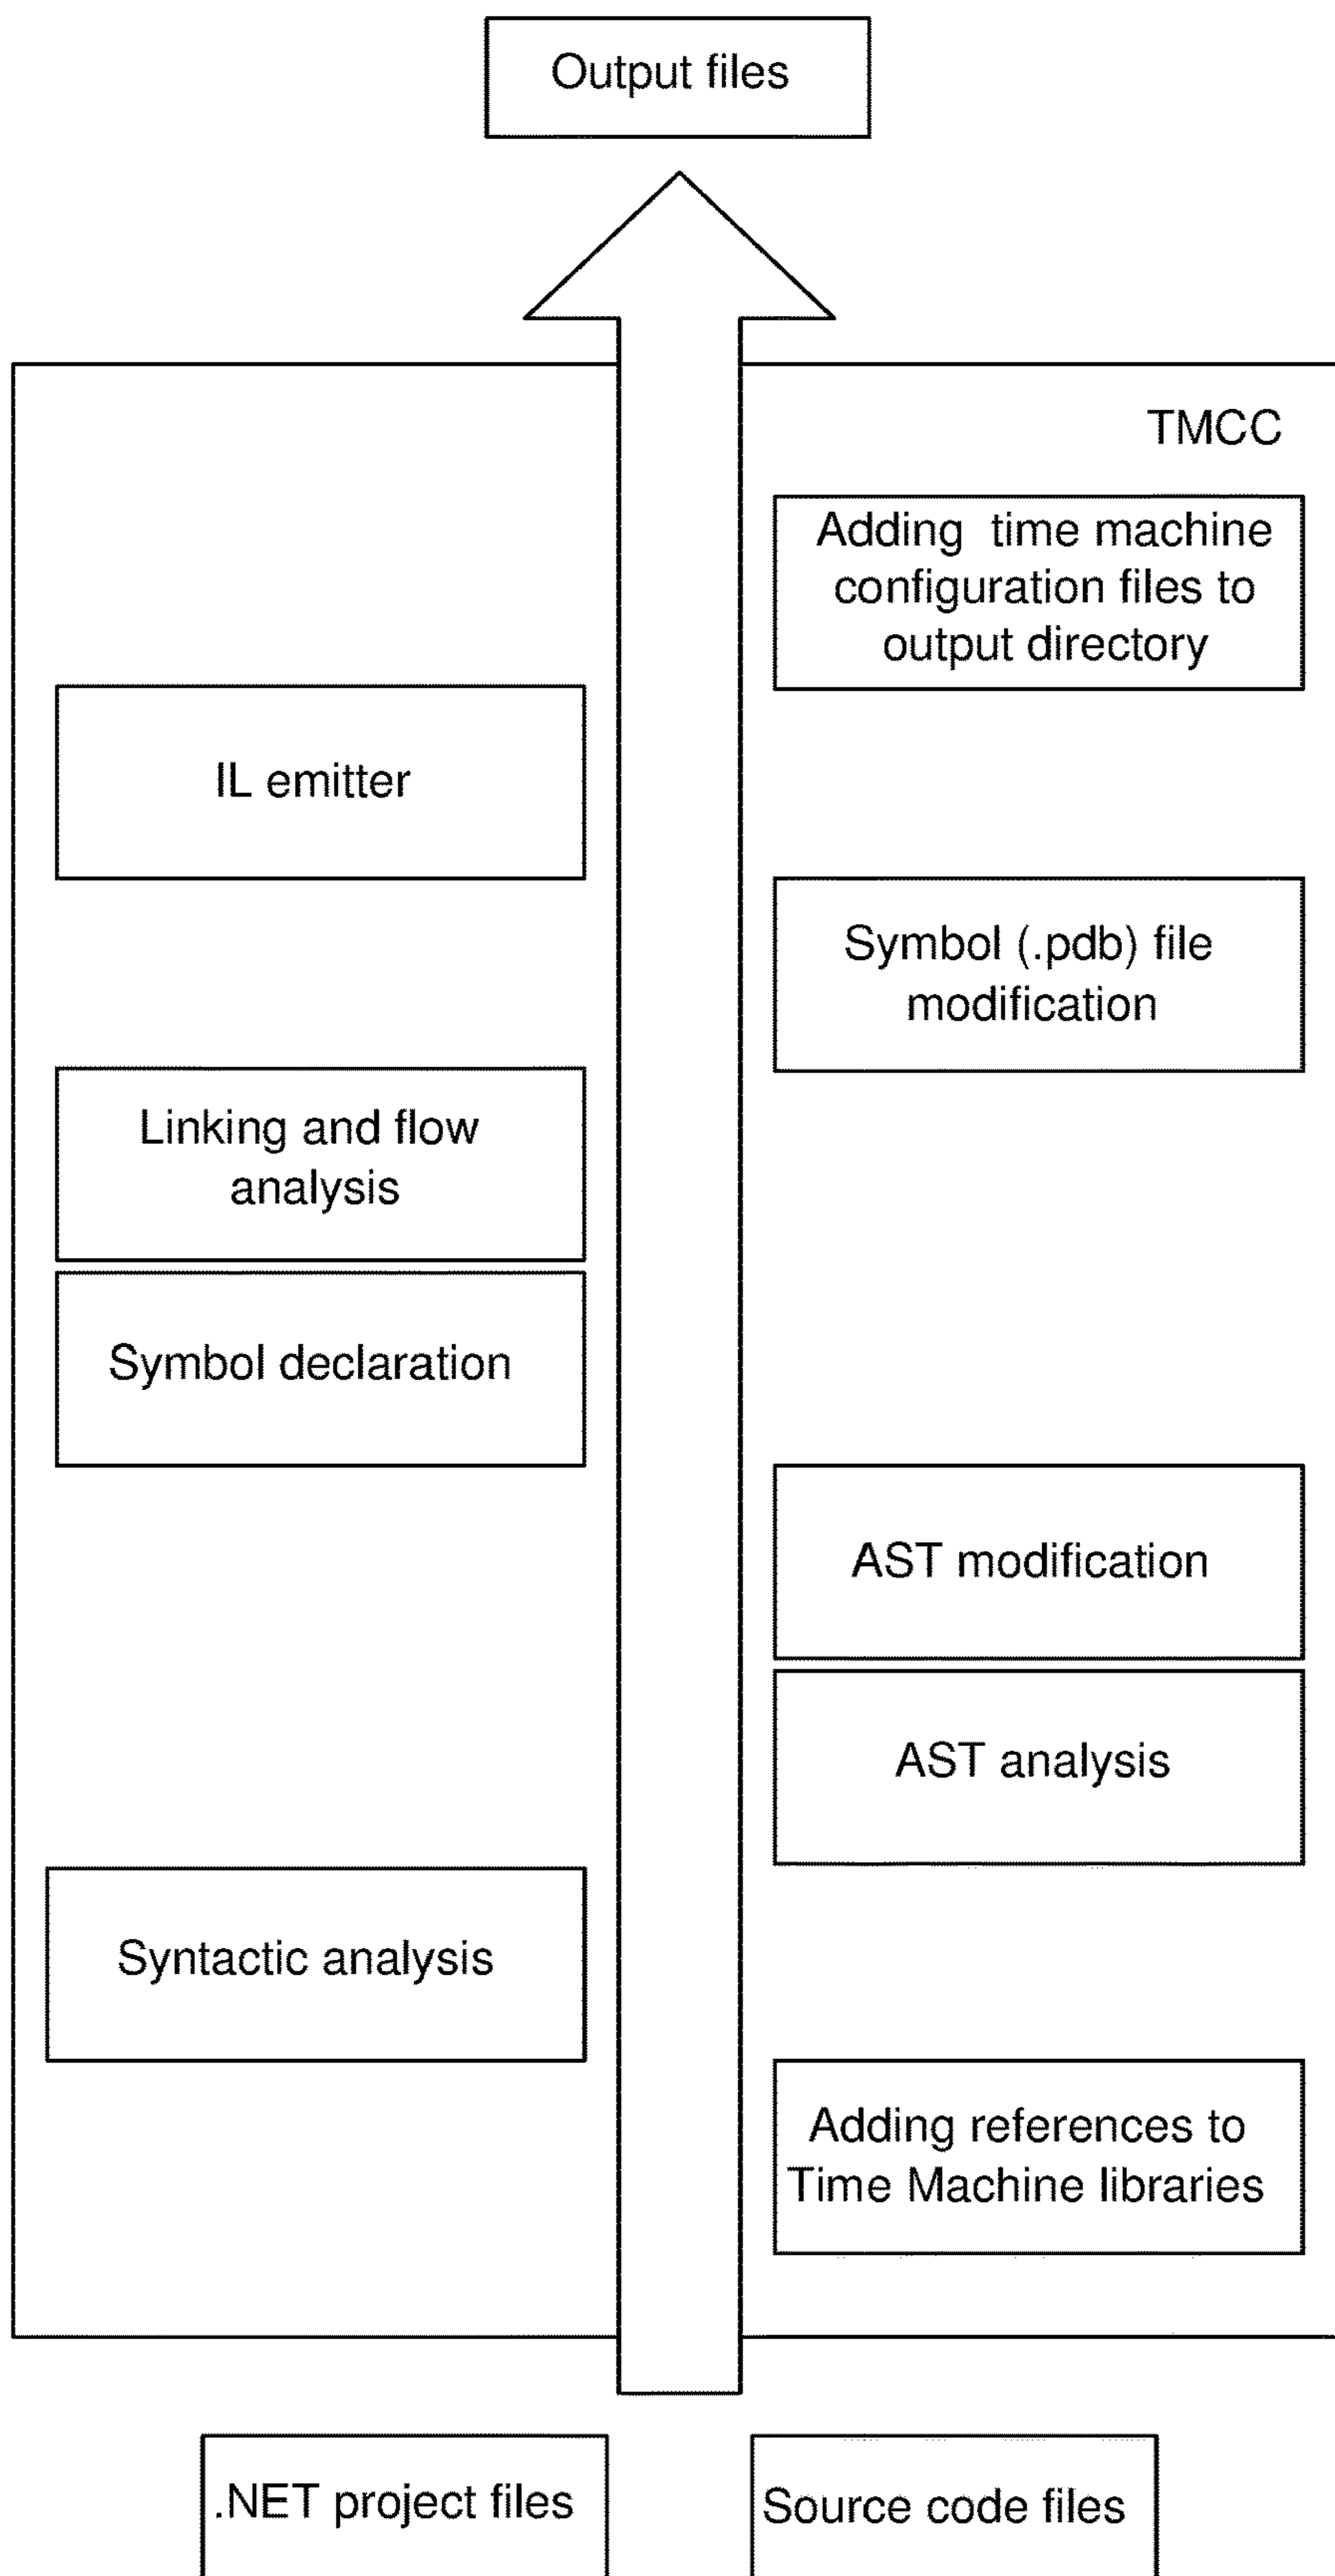 Output files
TMCC
Adding time machine
configuration files to
output directory
IL emitter
Symbol (.pdb) file
modification
Linking and flow
analysis
Symbol declaration
AST modification
AST analysis
Syntactic analysis
Adding references to
Time Machine libraries
.NET project files
Source code files